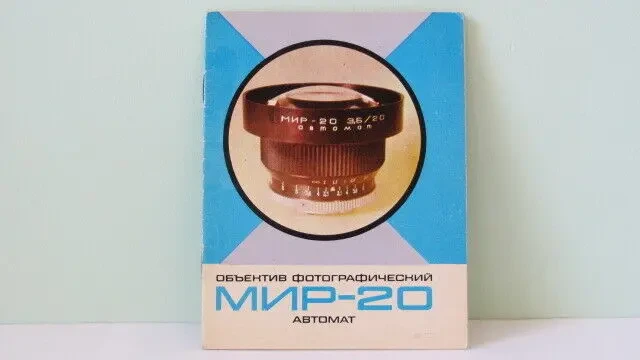 МИР-20 3,5/20
автомат
ОБЪЕКТИВ ФОТОГРАФИЧЕСКИЙ
МИР-20
АВТОМАТ